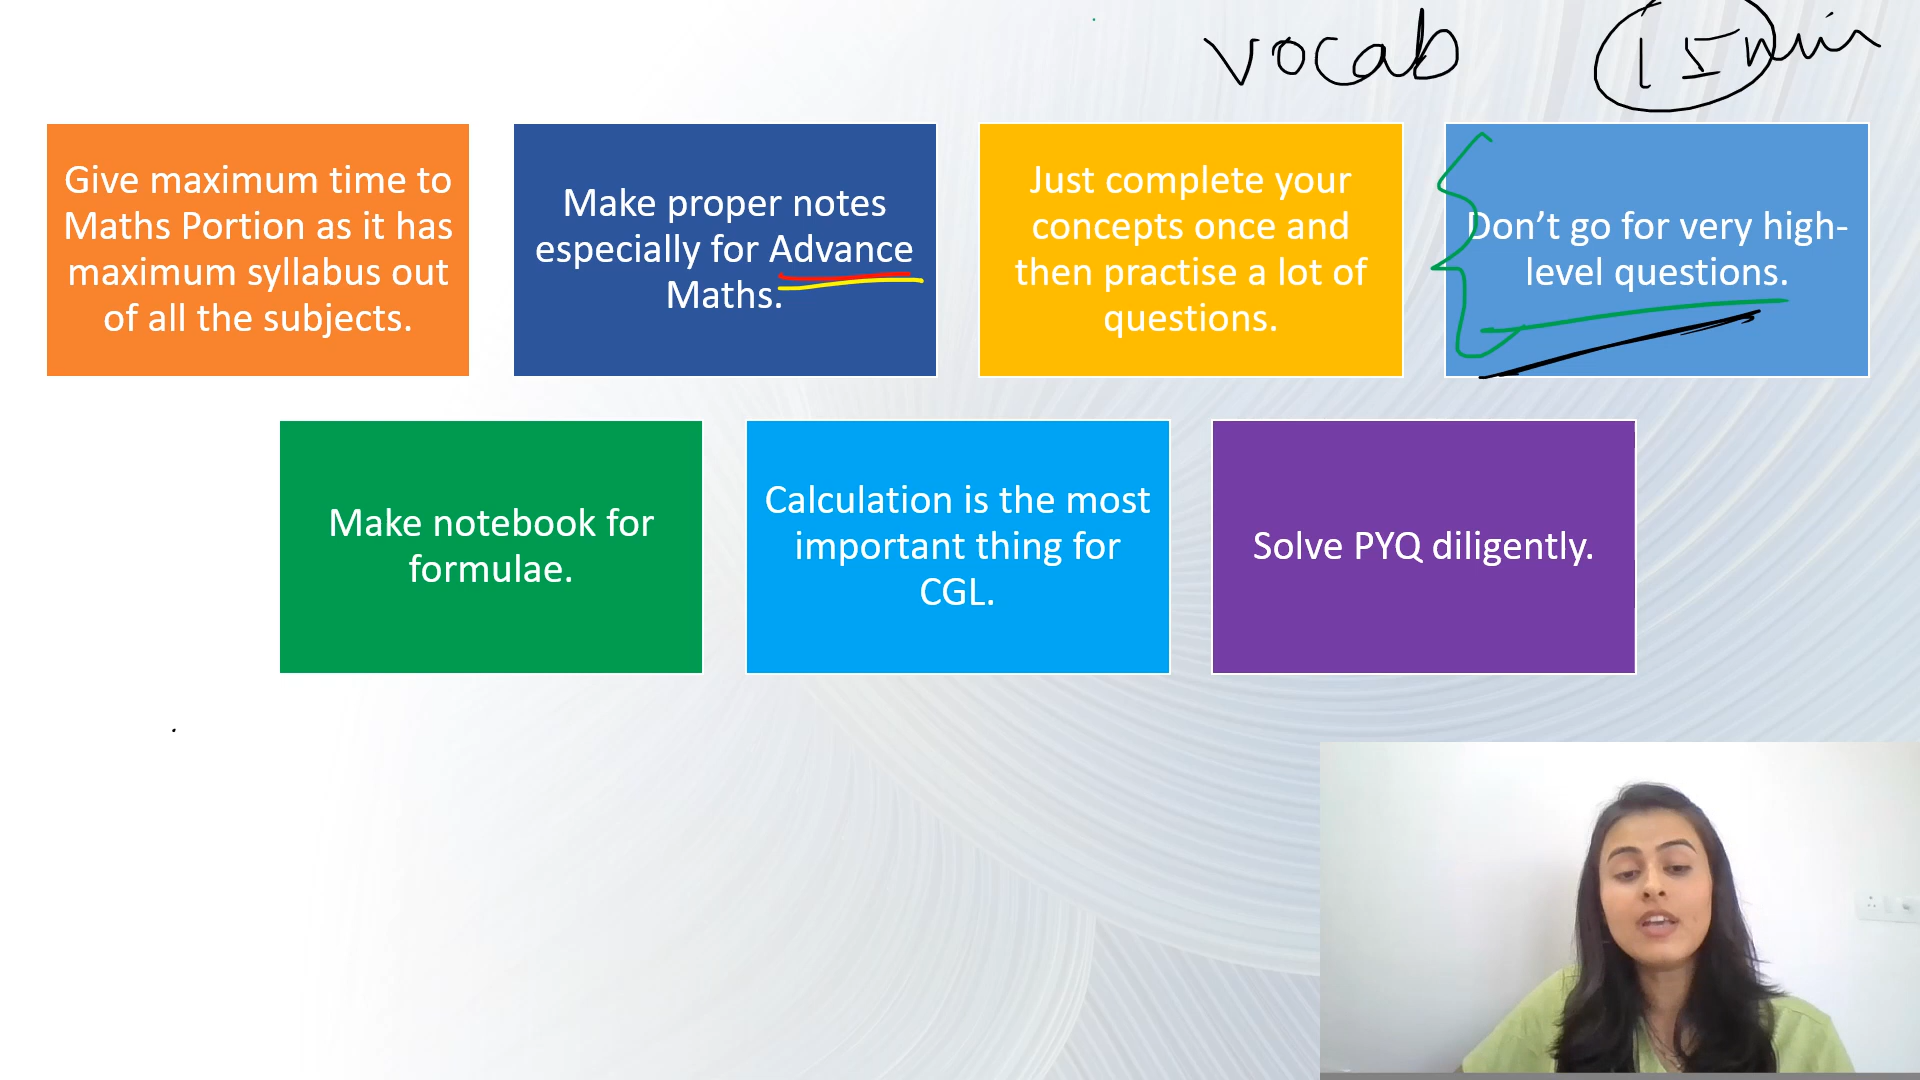 vocab 15 min
Give maximum time to
Maths Portion as it has
maximum syllabus out
of all the subjects.
Make proper notes
especially for Advance
Maths.
Just complete your
concepts once and
then practise a lot of
questions.
Don’t go for very high-
level questions.
Make notebook for
formulae.
Calculation is the most
important thing for
CGL.
Solve PYQ diligently.